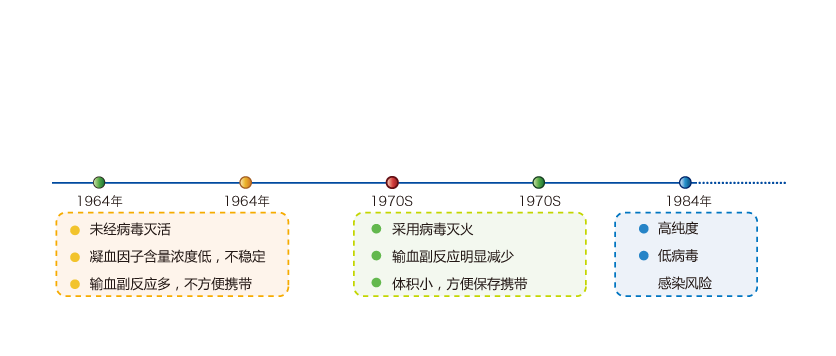 1964年
1964年
1970S
1970S
1984年
未经病毒灭活
凝血因子含量浓度低，不稳定
输血副反应多，不方便携带
采用病毒灭火
输血副反应明显减少
体积小，方便保存携带
高纯度
低病毒
感染风险